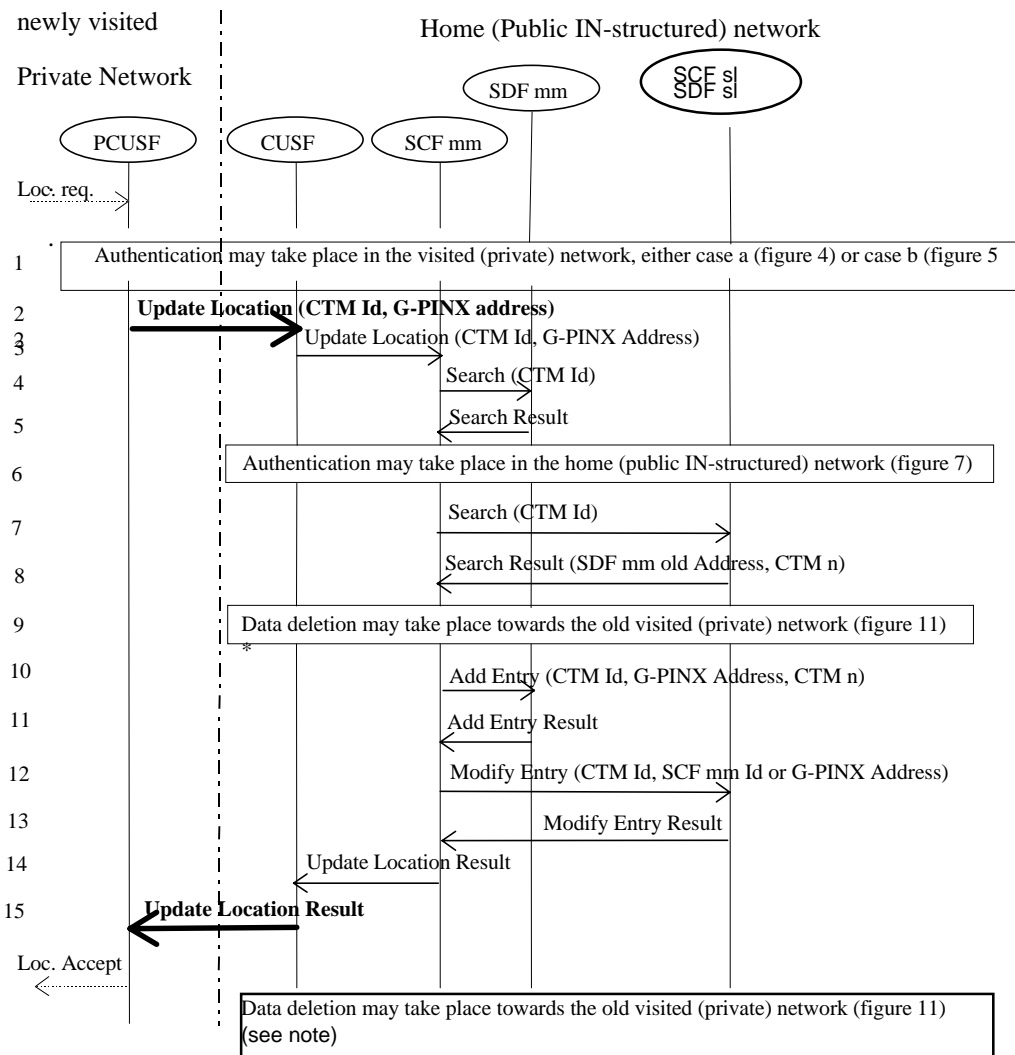 newly visited
Home (Public IN-structured) network
Private Network
SCF sl
SDF sl
SDF mm
PCUSF
CUSF
SCF mm
Loc. req.
.
1
Authentication may take place in the visited (private) network, either case a (figure 4) or case b (figure 5
2
Update Location (CTM Id, G-PINX address)
2
3
Update Location (CTM Id, G-PINX Address)
4
Search (CTM Id)
5
Search Result
6
Authentication may take place in the home (public IN-structured) network (figure 7)
7
Search (CTM Id)
8
Search Result (SDF mm old Address, CTM n)
9
Data deletion may take place towards the old visited (private) network (figure 11)
*
10
Add Entry (CTM Id, G-PINX Address, CTM n)
11
Add Entry Result
12
Modify Entry (CTM Id, SCF mm Id or G-PINX Address)
13
Modify Entry Result
14
Update Location Result
15
Update Location Result
Loc. Accept
Data deletion may take place towards the old visited (private) network (figure 11)
(see note)